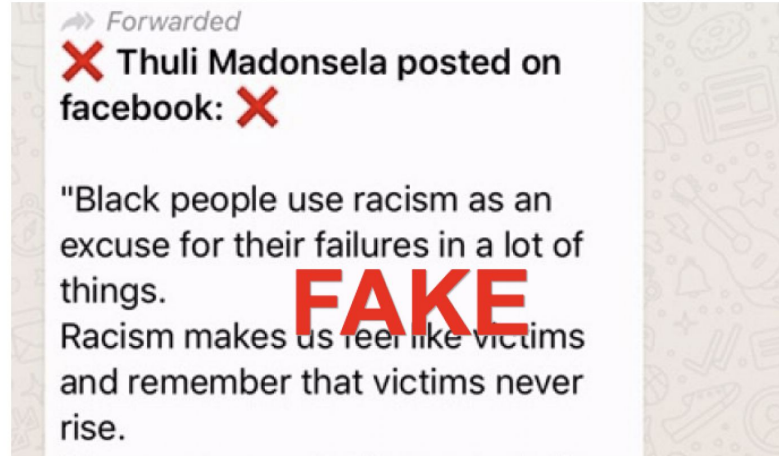 Forwarded
❌ Thuli Madonsela posted on
facebook: ❌
"Black people use racism as an
excuse for their failures in a lot of
things.
FAKE
Racism makes us feel like victims
and remember that victims never
rise.